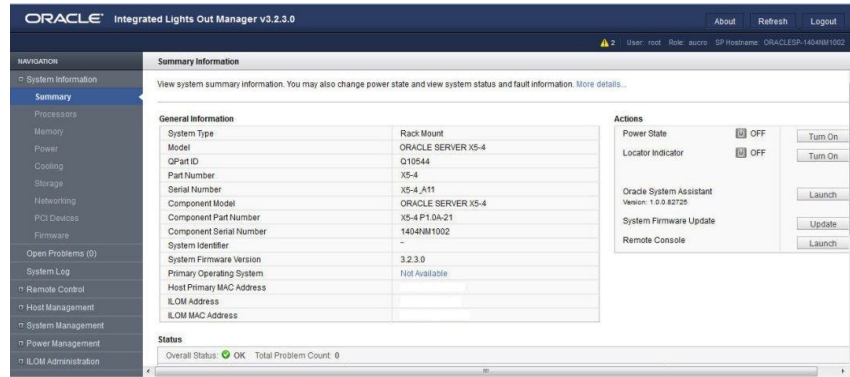 ORACLE Integrated Lights Out Manager v3.2.3.0
About Refresh Logout
2 User: root Role: aucro SP Hostname: ORACLESP-1404NM1002
NAVIGATION
System Information
Summary
Processors
Memory
Power
Cooling
Storage
Networking
PCI Devices
Firmware
Open Problems (0)
System Log
Remote Control
Host Management
System Management
Power Management
ILOM Administration
Summary Information
View system summary information. You may also change power state and view system status and fault information. More details...
General Information
System Type Rack Mount
Model ORACLE SERVER X5-4
QPart ID Q10544
Part Number X5-4
Serial Number X5-4_A11
Component Model ORACLE SERVER X5-4
Component Part Number X5-4 P1.0A-21
Component Serial Number 1404NM1002
System Identifier -
System Firmware Version 3.2.3.0
Primary Operating System Not Available
Host Primary MAC Address
ILOM Address
ILOM MAC Address
Actions
Power State OFF Turn On
Locator Indicator OFF Turn On
Oracle System Assistant Launch
Version: 1.0.0.82725
System Firmware Update Update
Remote Console Launch
Status
Overall Status: OK Total Problem Count: 0